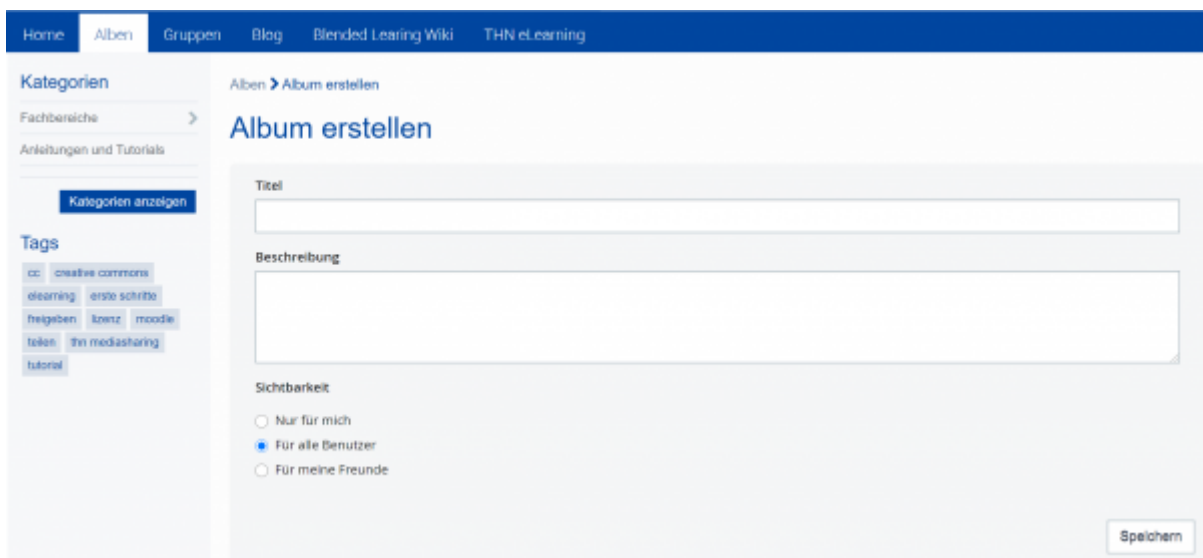 Home Alben Gruppen Blog Blended Learing Wiki THN eLearning
Kategorien
Fachbereiche
Anleitungen und Tutorials
Kategorien anzeigen
Tags
cc creative commons
elearning erste schritte
freigeben lizenz moodle
teilen thn mediasharing
tutorial
Alben > Album erstellen
Album erstellen
Titel
Beschreibung
Sichtbarkeit
Nur für mich
Für alle Benutzer
Für meine Freunde
Speichern